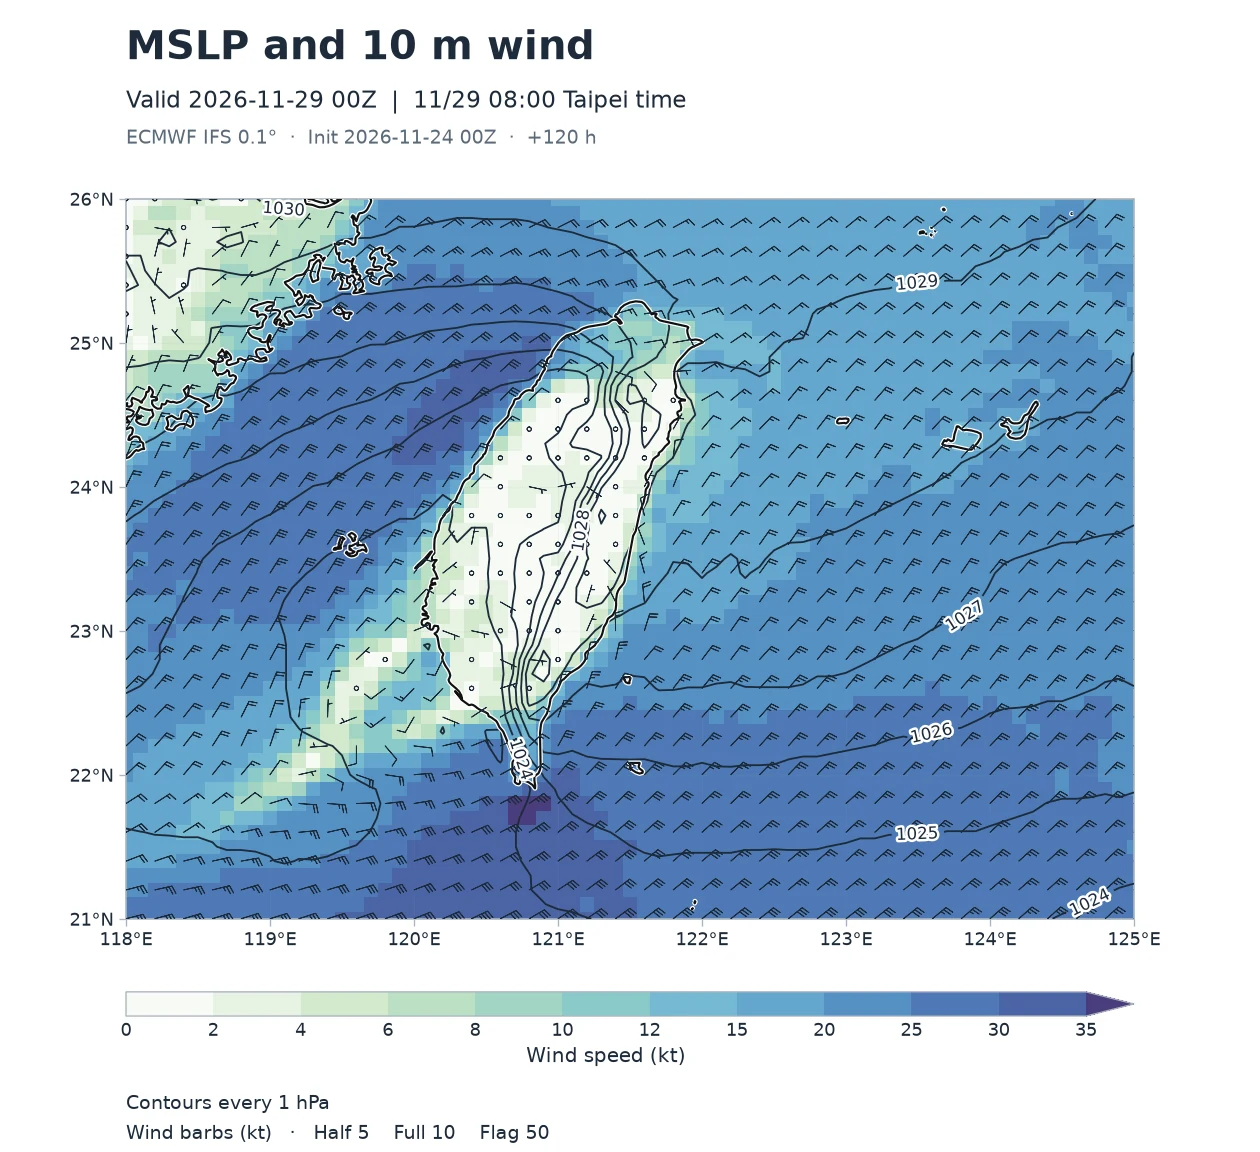 MSLP and 10 m wind
Valid 2026-11-29 00Z | 11/29 08:00 Taipei time
ECMWF IFS 0.1° · Init 2026-11-24 00Z · +120 h
26°N
1030
1029
25°N
24°N
1028
23°N
1027
1026
1024
22°N
1025
1024
21°N
118°E 119°E 120°E 121°E 122°E 123°E 124°E 125°E
0 2 4 6 8 10 12 15 20 25 30 35
Wind speed (kt)
Contours every 1 hPa
Wind barbs (kt) · Half 5 Full 10 Flag 50